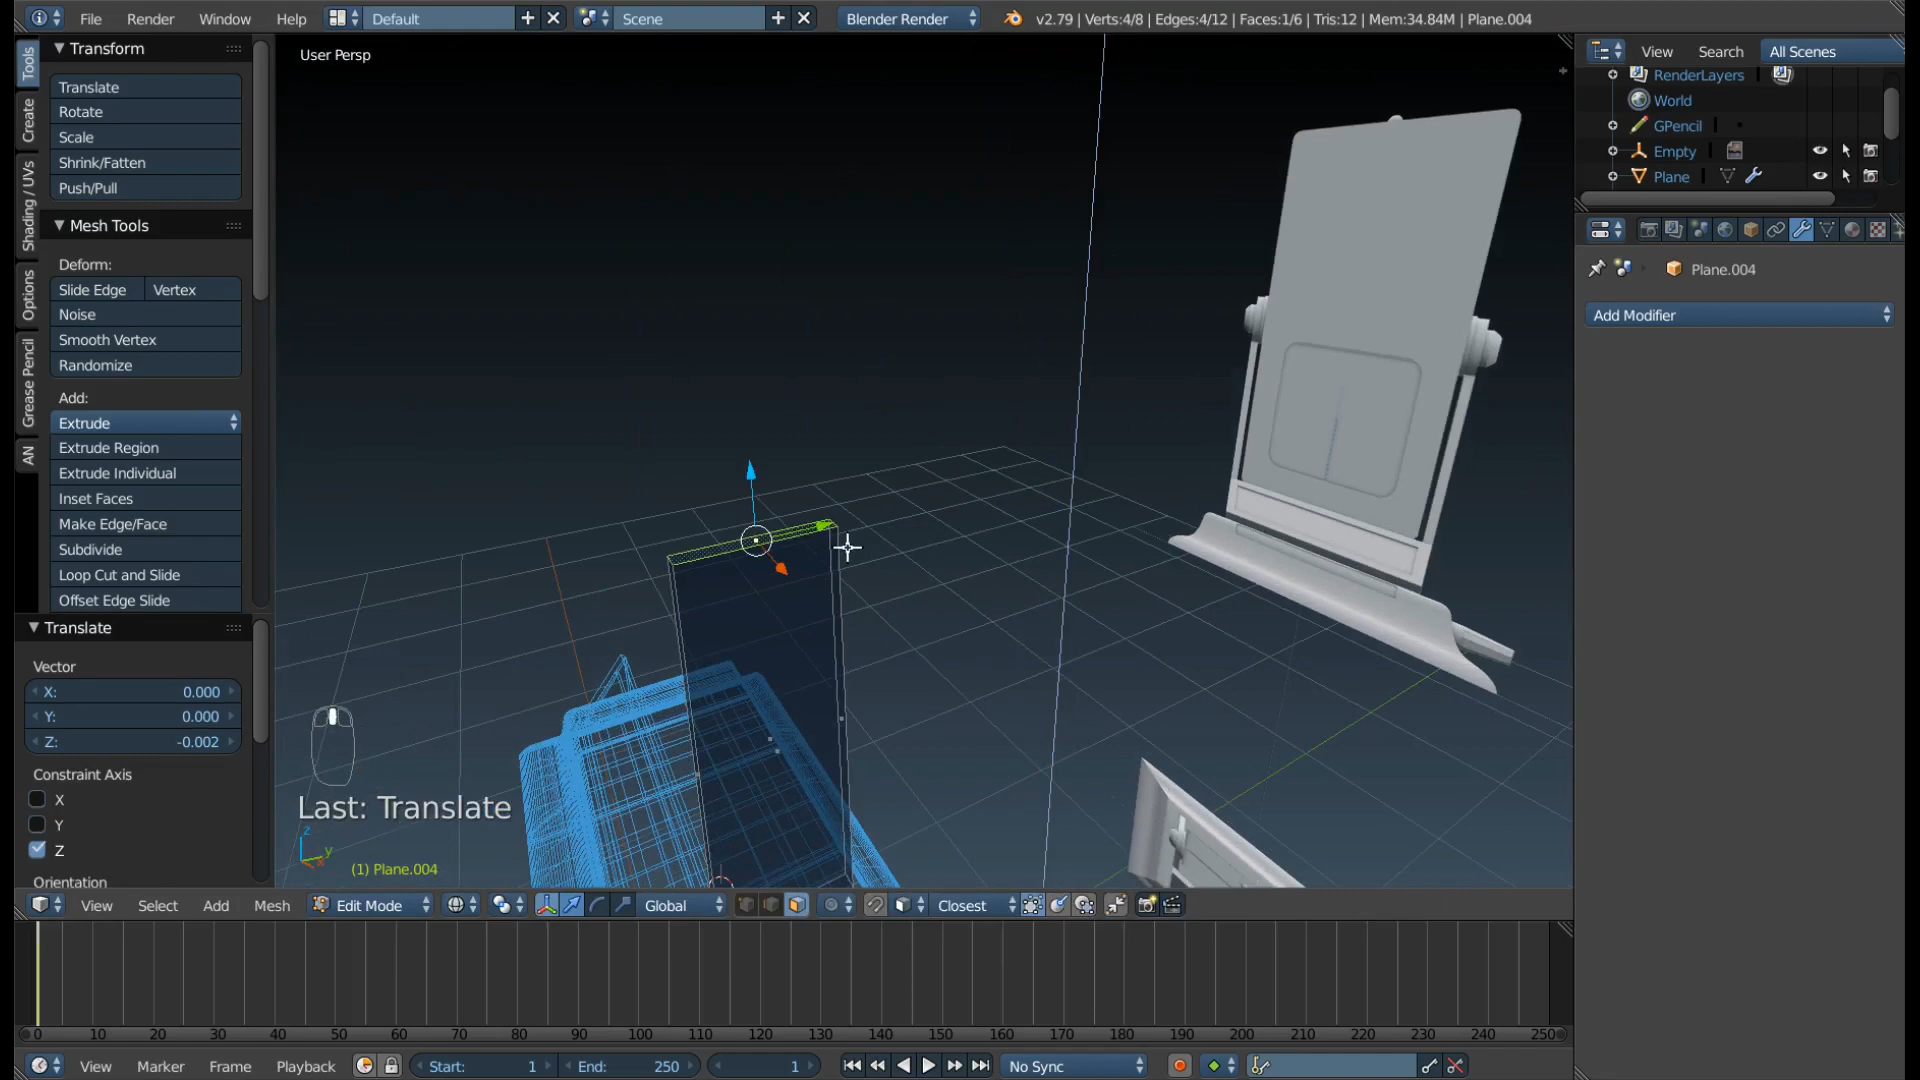 File Render Window Help Default Scene Blender Render v2.79 | Verts:4/8 | Edges:4/12 | Faces:1/6 | Tris:12 | Mem:34.84M | Plane.004
Tools
Create
Shading / UVs
Options
Grease Pencil
AN
Transform
Translate
Rotate
Scale
Shrink/Fatten
Push/Pull
Mesh Tools
Deform:
Slide Edge Vertex
Noise
Smooth Vertex
Randomize
Add:
Extrude
Extrude Region
Extrude Individual
Inset Faces
Make Edge/Face
Subdivide
Loop Cut and Slide
Offset Edge Slide
Translate
Vector
X: 0.000
Y: 0.000
Z: -0.002
Constraint Axis
X
Y
Z
Orientation
User Persp
Last: Translate
z
y
x
(1) Plane.004
View Search All Scenes
RenderLayers
World
GPencil
Empty
Plane
Plane.004
Add Modifier
View Select Add Mesh Edit Mode Global Closest
0 10 20 30 40 50 60 70 80 90 100 110 120 130 140 150 160 170 180 190 200 210 220 230 240 250
View Marker Frame Playback Start: 1 End: 250 1 No Sync